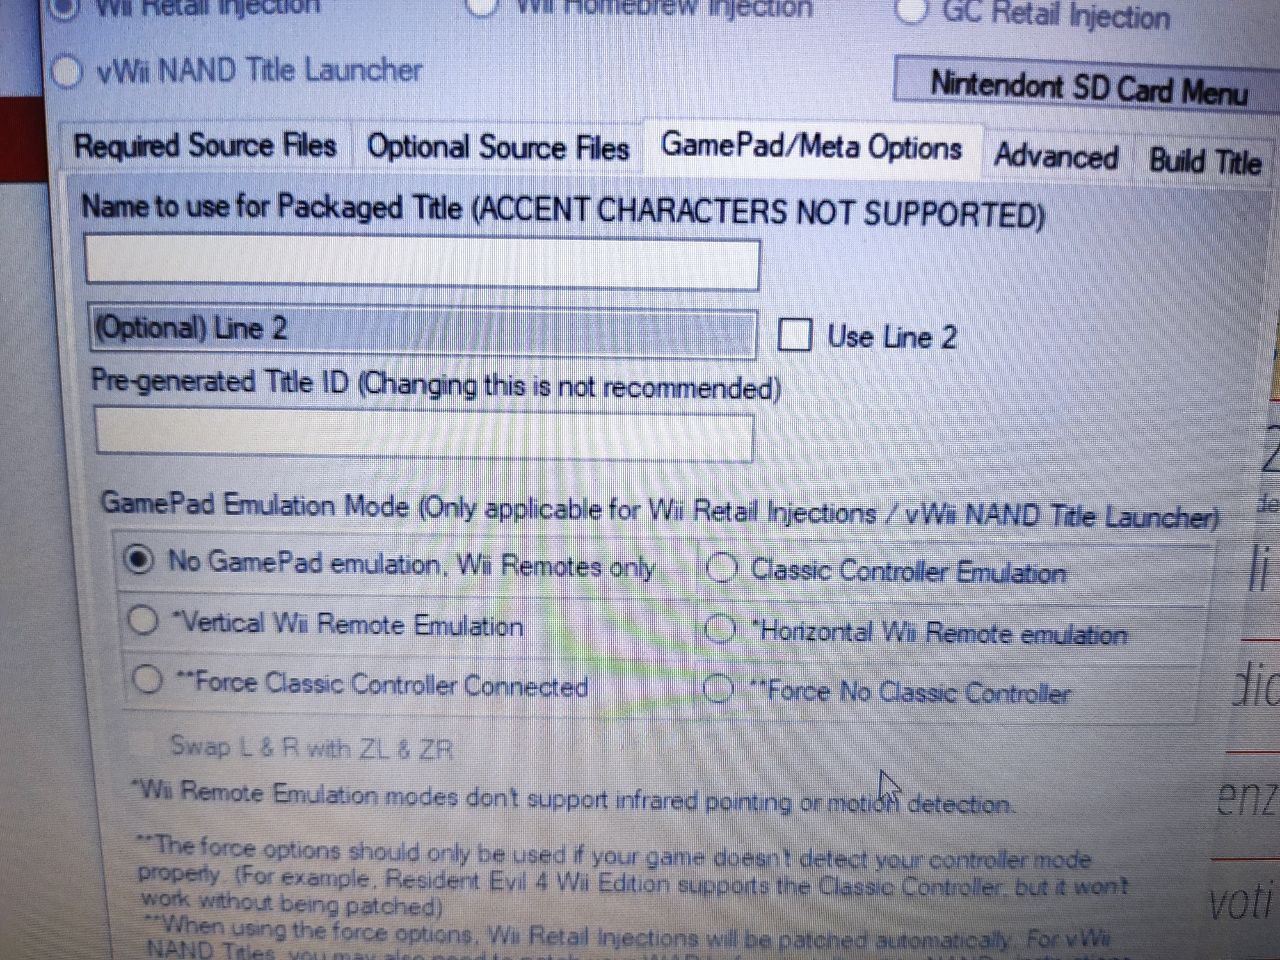 Wii Retail Injection
Wii Homebrew Injection
GC Retail Injection
vWii NAND Title Launcher
Nintendont SD Card Menu
Required Source Files
Optional Source Files
GamePad/Meta Options
Advanced
Build Title
Name to use for Packaged Title (ACCENT CHARACTERS NOT SUPPORTED)
(Optional) Line 2
Use Line 2
Pre-generated Title ID (Changing this is not recommended)
GamePad Emulation Mode (Only applicable for Wii Retail Injections / vWii NAND Title Launcher)
No GamePad emulation, Wii Remotes only
Classic Controller Emulation
*Vertical Wii Remote Emulation
*Horizontal Wii Remote emulation
**Force Classic Controller Connected
**Force No Classic Controller
Swap L & R with ZL & ZR
*Wii Remote Emulation modes don't support infrared pointing or motion detection.
**The force options should only be used if your game doesn't detect your controller mode
properly. (For example, Resident Evil 4 Wii Edition supports the Classic Controller, but it won't
work without being patched)
**When using the force options, Wii Retail Injections will be patched automatically. For vWii
NAND Titles, you may also need to
2
de
li
dic
enz
voti